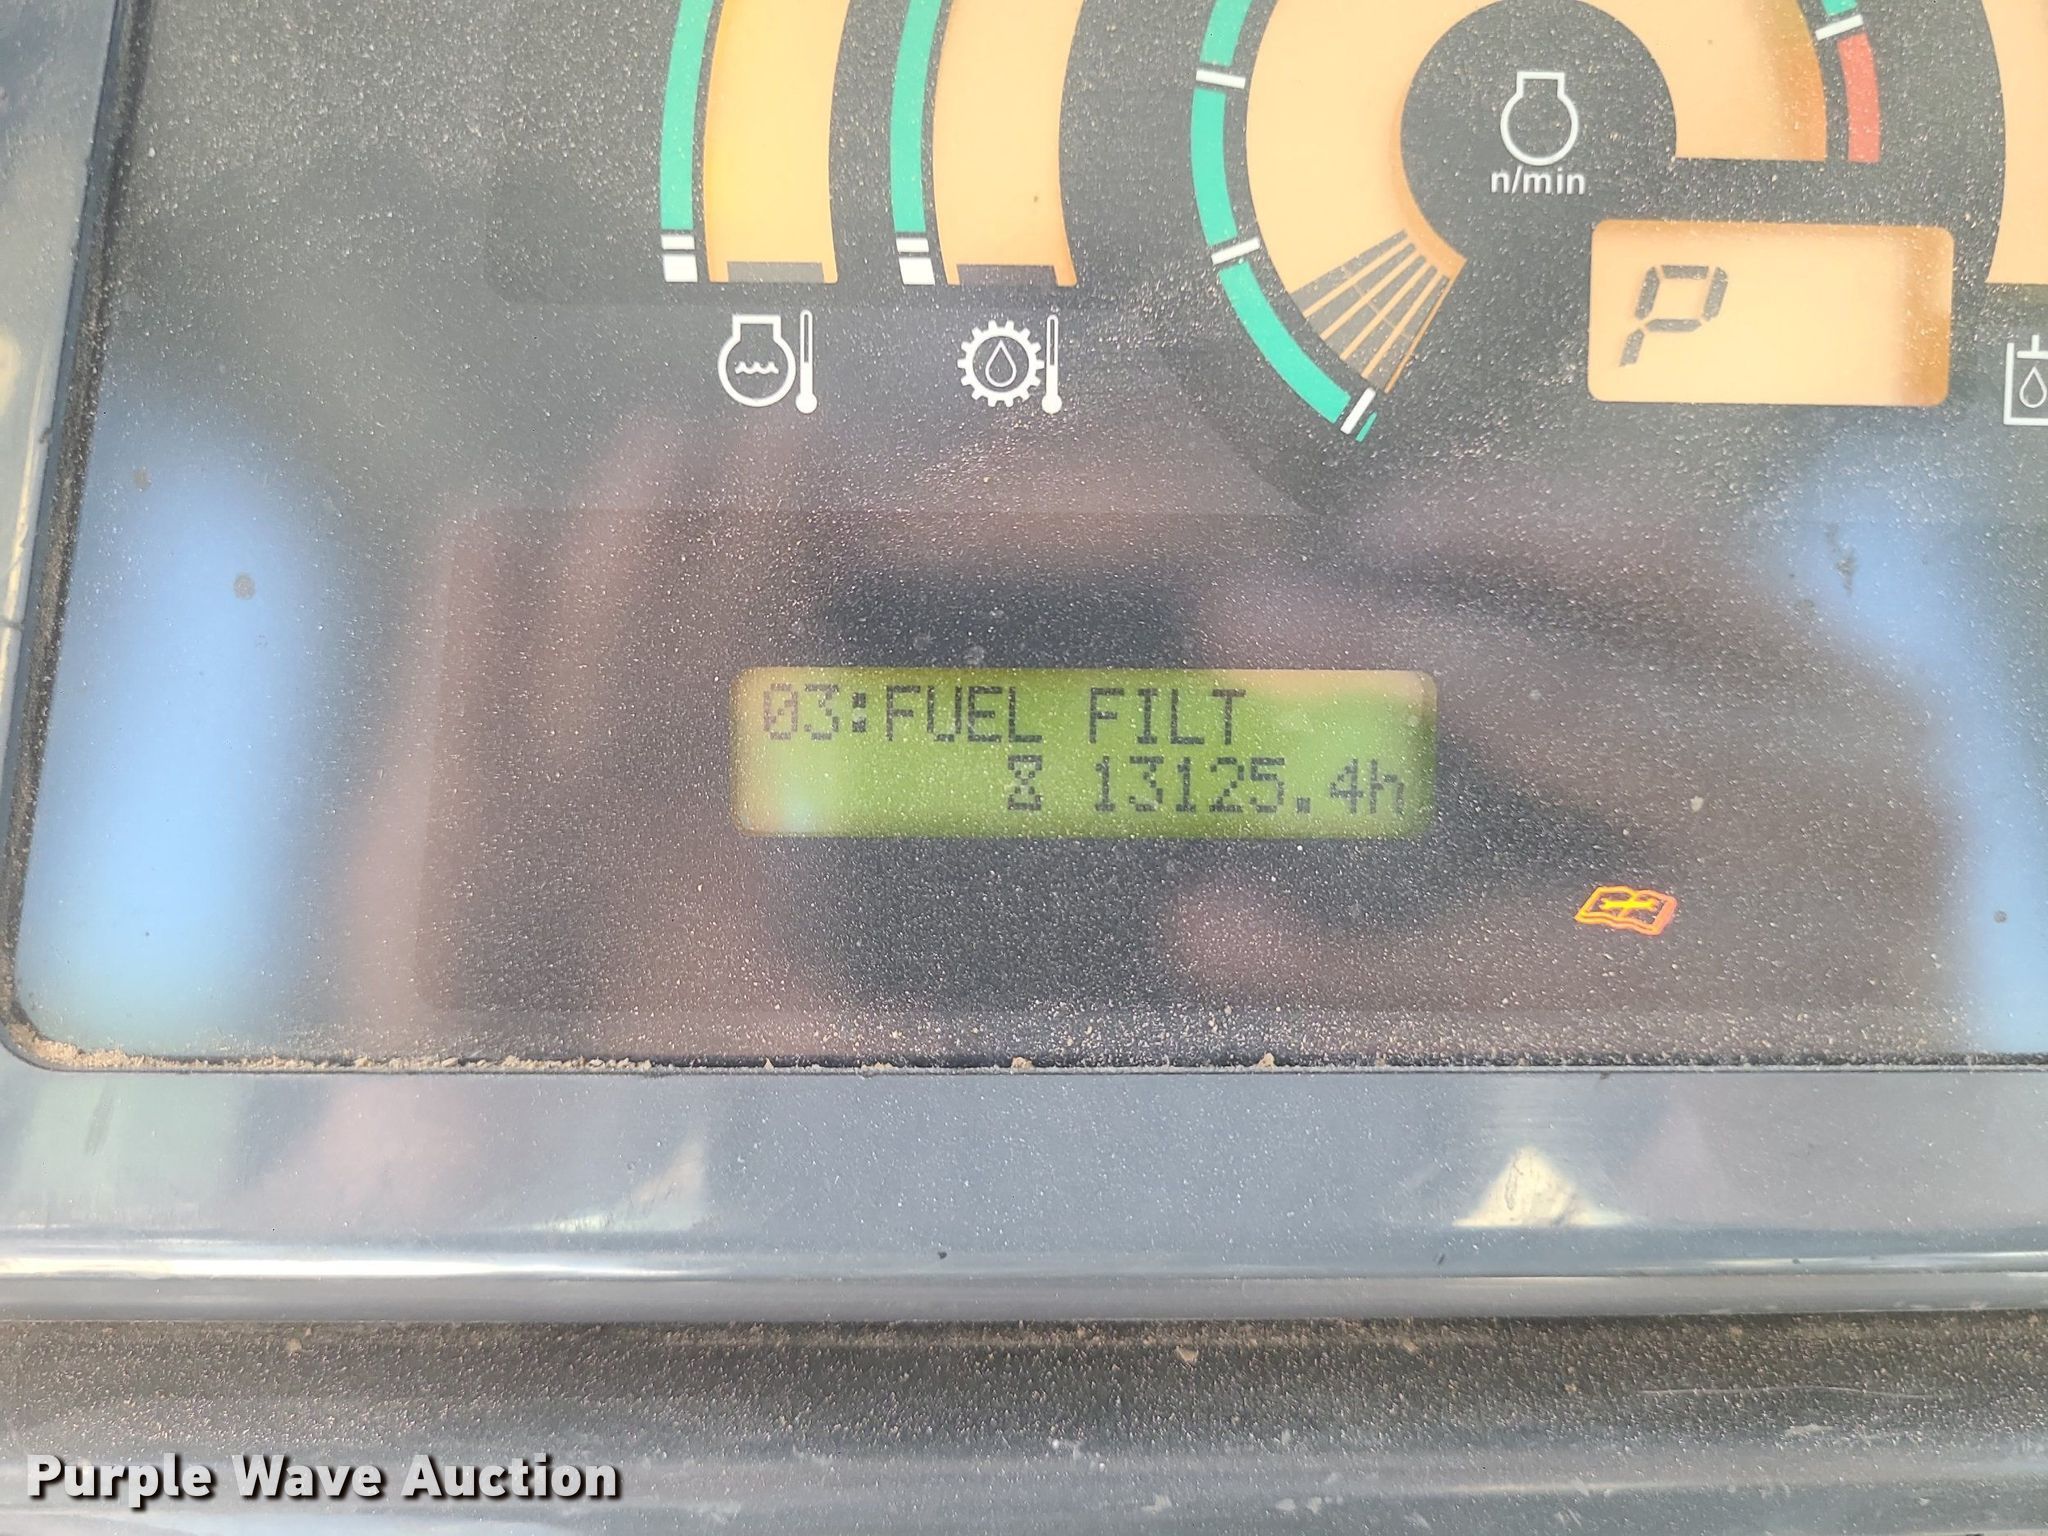 n/min
P
03:FUEL FILT
13125.4h
Purple Wave Auction